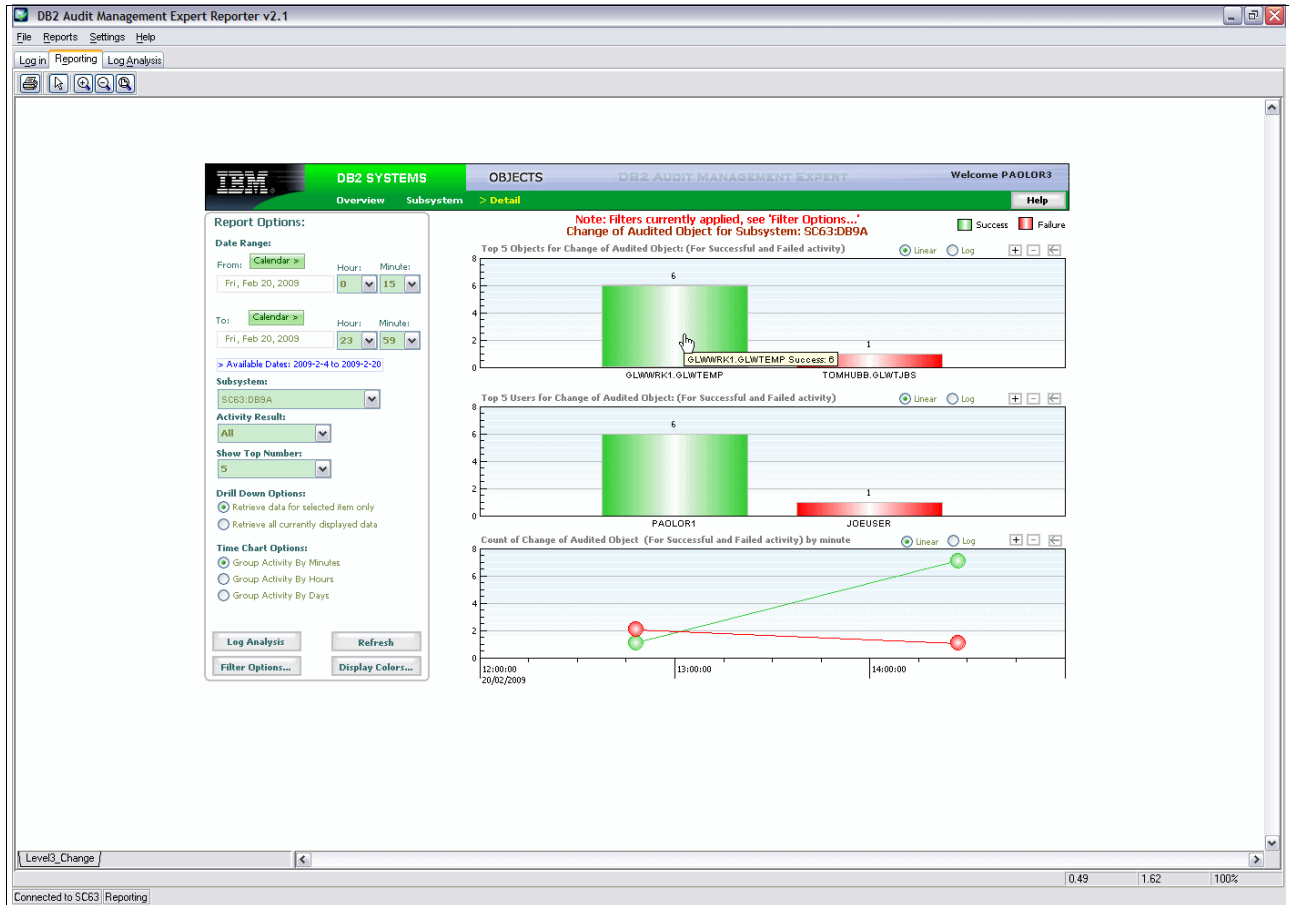 DB2 Audit Management Expert Reporter v2.1
File Reports Settings Help
Log in Reporting Log Analysis
IBM® DB2 SYSTEMS OBJECTS DB2 AUDIT MANAGEMENT EXPERT Welcome PAOLOR3
Overview Subsystem > Detail Help
Report Options:
Date Range:
From: Calendar > Hour: Minute:
Fri, Feb 20, 2009 0 15
To: Calendar > Hour: Minute:
Fri, Feb 20, 2009 23 59
> Available Dates: 2009-2-4 to 2009-2-20
Subsystem:
SC63:DB9A
Activity Result:
All
Show Top Number:
5
Drill Down Options:
Retrieve data for selected item only
Retrieve all currently displayed data
Time Chart Options:
Group Activity By Minutes
Group Activity By Hours
Group Activity By Days
Log Analysis Refresh
Filter Options... Display Colors...
Note: Filters currently applied, see 'Filter Options...'
Change of Audited Object for Subsystem: SC63:DB9A
Success Failure
Top 5 Objects for Change of Audited Object: (For Successful and Failed activity) Linear Log
8
6
4
2
0
6
1
GLWWRK1.GLWTEMP Success: 6
GLWWRK1.GLWTEMP TOMHUBB.GLWTJBS
Top 5 Users for Change of Audited Object: (For Successful and Failed activity) Linear Log
8
6
4
2
0
6
1
PAOLOR1 JOEUSER
Count of Change of Audited Object (For Successful and Failed activity) by minute Linear Log
8
6
4
2
0
12:00:00 13:00:00 14:00:00
20/02/2009
Level3_Change
0.49 1.62 100%
Connected to SC63 Reporting